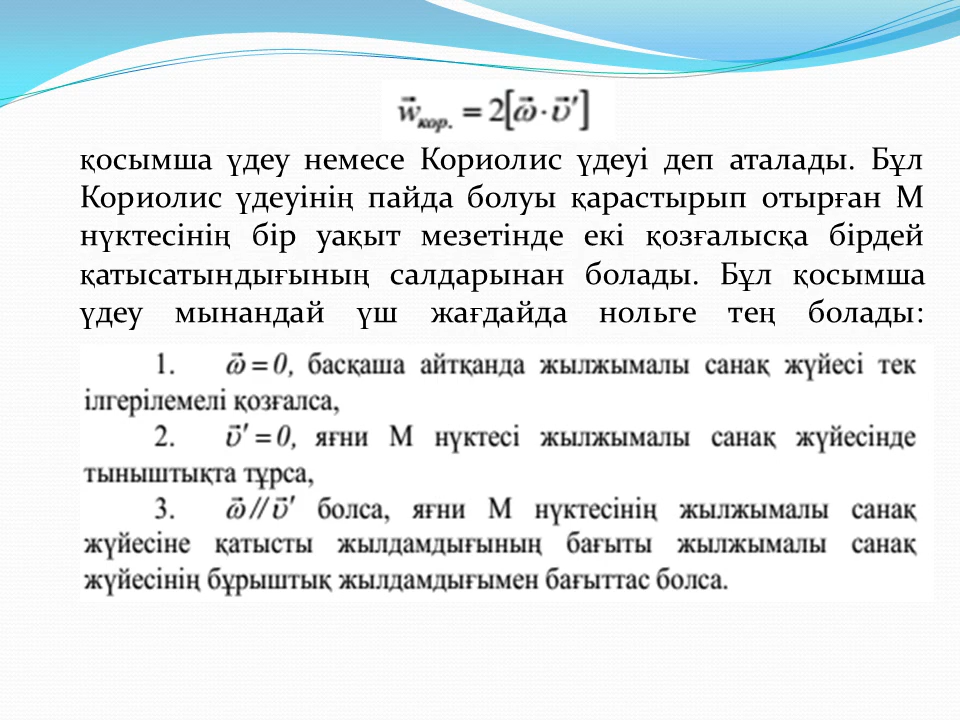 w⃗кор. = 2[ω⃗ · υ⃗′]
қосымша үдеу немесе Кориолис үдеуі деп аталады. Бұл
Кориолис үдеуінің пайда болуы қарастырып отырған М
нүктесінің бір уақыт мезетінде екі қозғалысқа бірдей
қатысатындығының салдарынан болады. Бұл қосымша
үдеу мынандай үш жағдайда нольге тең болады:
1. ω⃗ = 0, басқаша айтқанда жылжымалы санақ жүйесі тек
ілгерілемелі қозғалса,
2. υ⃗′ = 0, яғни М нүктесі жылжымалы санақ жүйесінде
тыныштықта тұрса,
3. ω⃗ // υ⃗′ болса, яғни М нүктесінің жылжымалы санақ
жүйесіне қатысты жылдамдығының бағыты жылжымалы санақ
жүйесінің бұрыштық жылдамдығымен бағыттас болса.